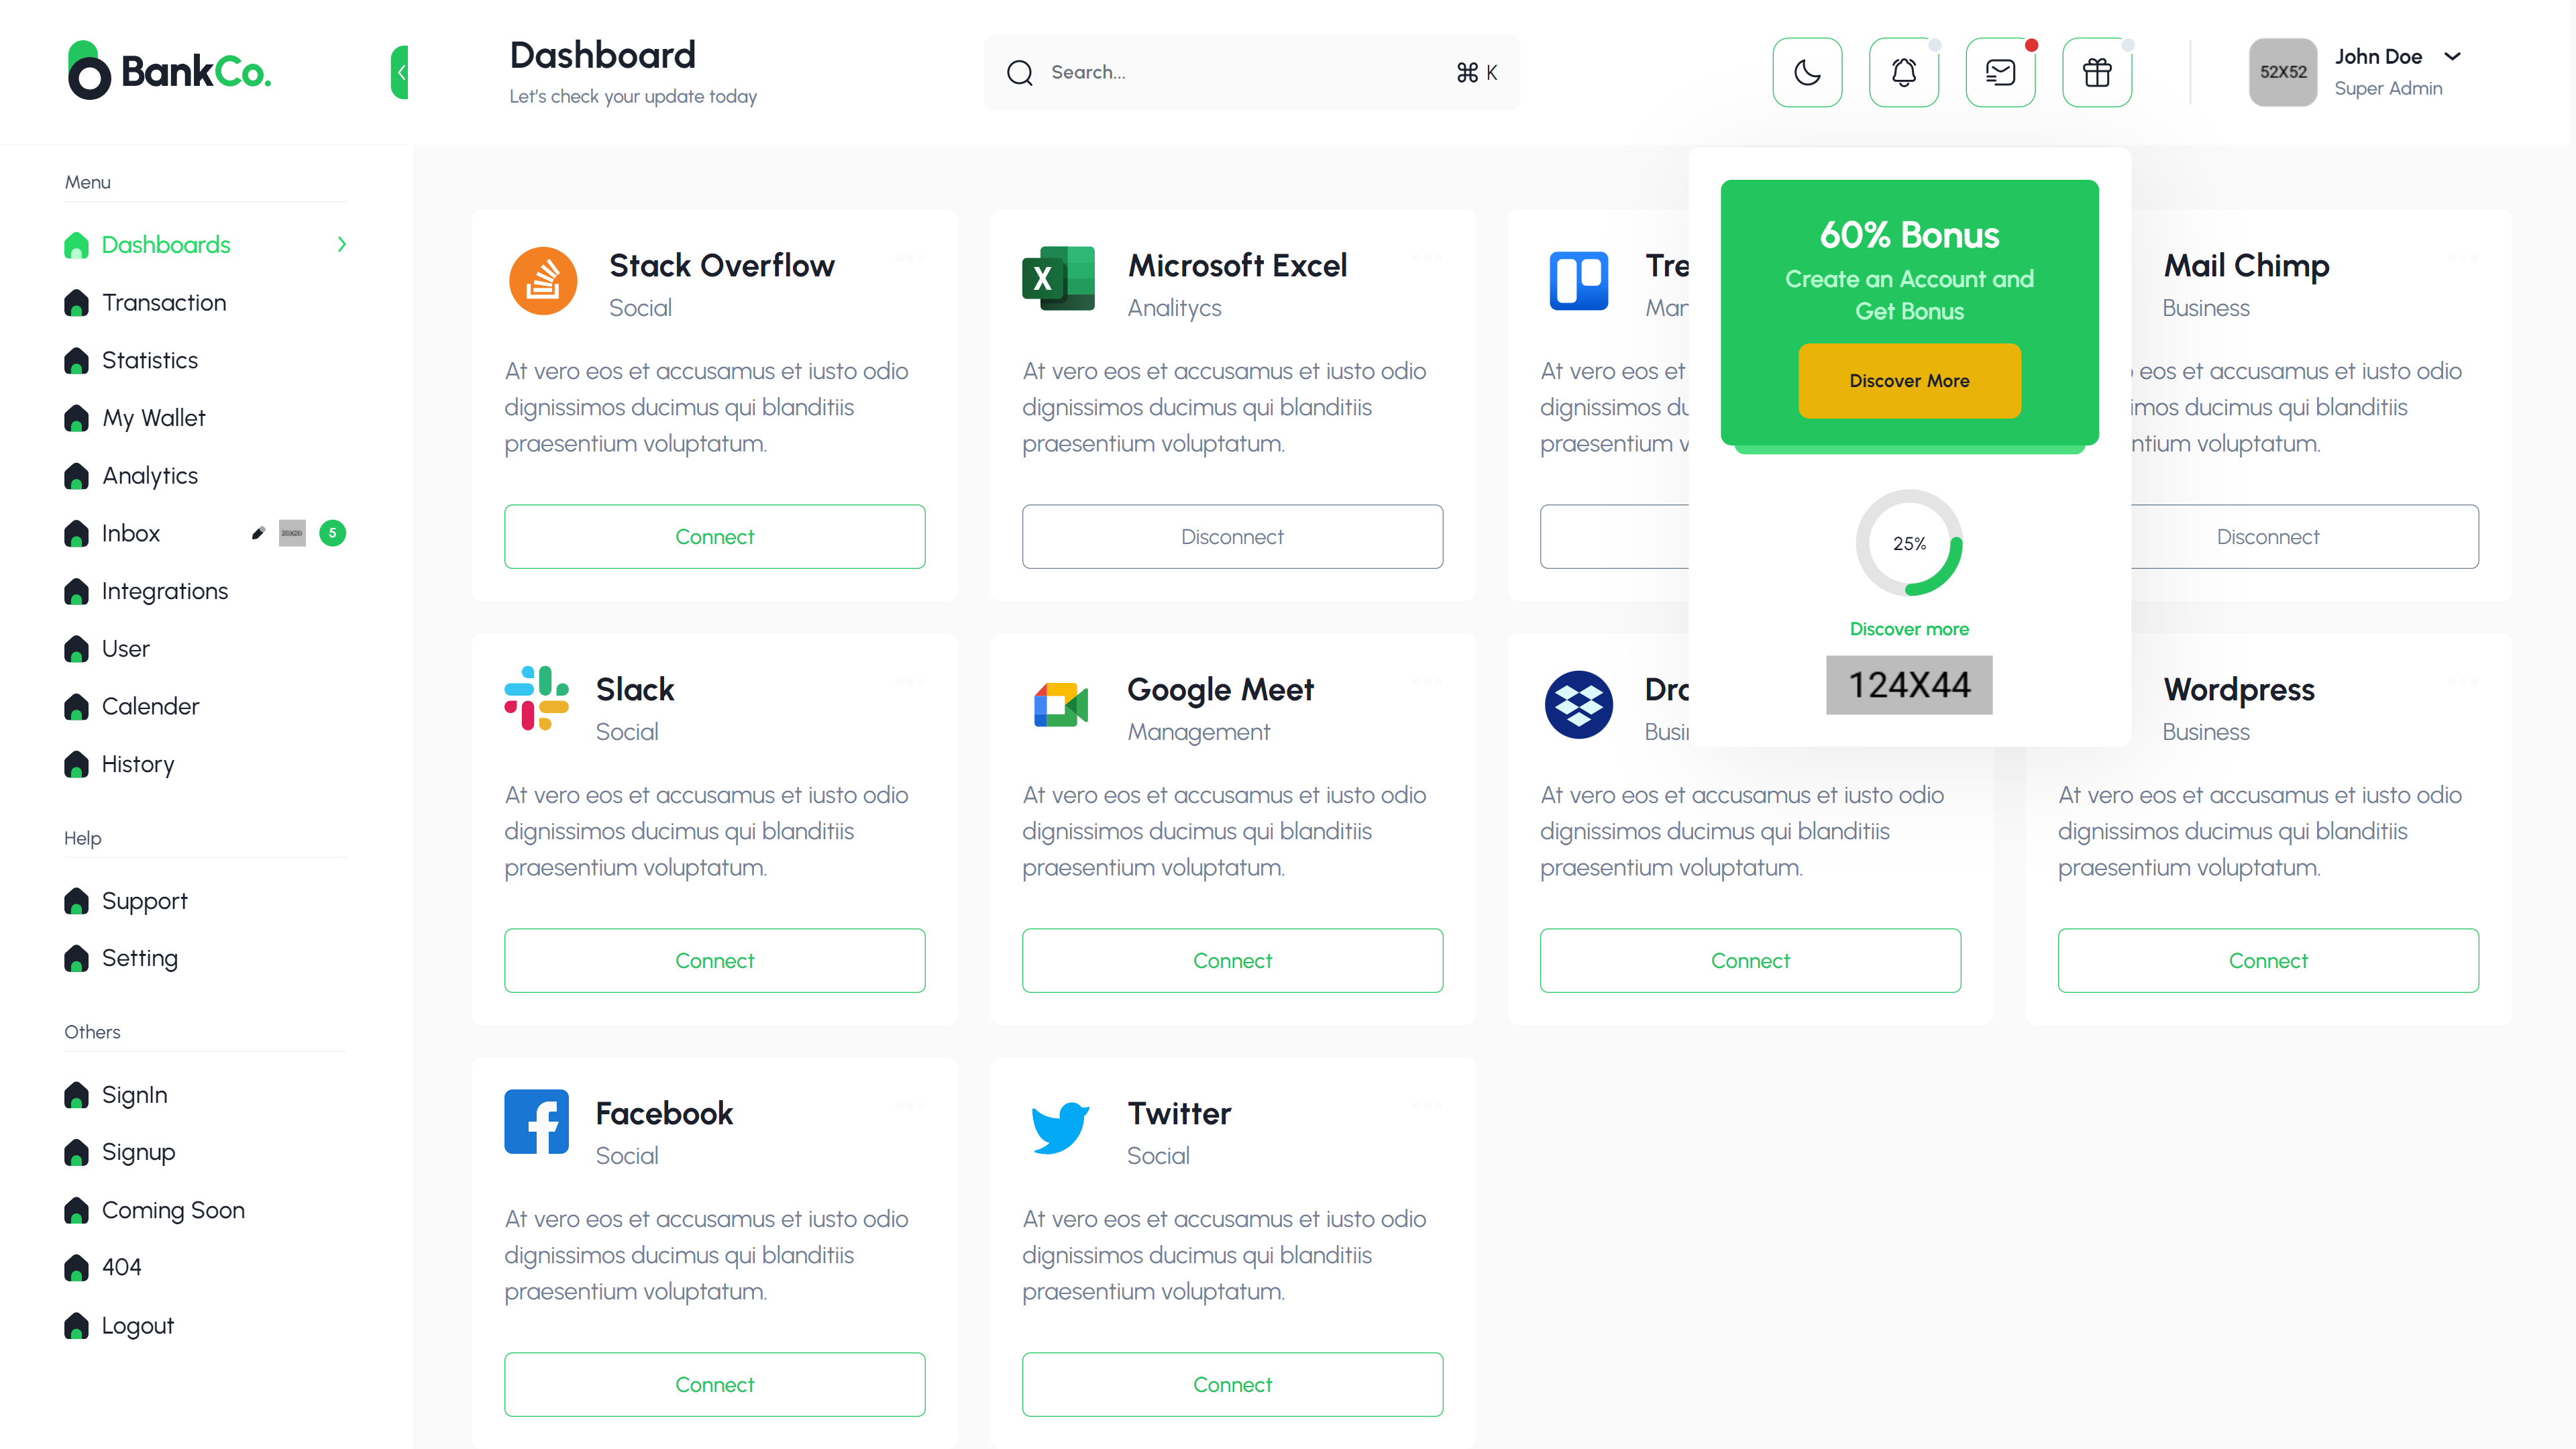 BankCo.
Dashboard
Let's check your update today
Search...
⌘ K
52X52
John Doe
Super Admin
Menu
Dashboards
Transaction
Statistics
My Wallet
Analytics
Inbox
5
Integrations
User
Calender
History
Help
Support
Setting
Others
SignIn
Signup
Coming Soon
404
Logout
Stack Overflow
Social
At vero eos et accusamus et iusto odio
dignissimos ducimus qui blanditiis
praesentium voluptatum.
Connect
Microsoft Excel
Analitycs
At vero eos et accusamus et iusto odio
dignissimos ducimus qui blanditiis
praesentium voluptatum.
Disconnect
Tre
Man
At vero eos et
dignissimos du
praesentium v
60% Bonus
Create an Account and
Get Bonus
Discover More
25%
Discover more
124X44
Mail Chimp
Business
eos et accusamus et iusto odio
imos ducimus qui blanditiis
ntium voluptatum.
Disconnect
Slack
Social
At vero eos et accusamus et iusto odio
dignissimos ducimus qui blanditiis
praesentium voluptatum.
Connect
Google Meet
Management
At vero eos et accusamus et iusto odio
dignissimos ducimus qui blanditiis
praesentium voluptatum.
Connect
Dro
Busin
At vero eos et accusamus et iusto odio
dignissimos ducimus qui blanditiis
praesentium voluptatum.
Connect
Wordpress
Business
At vero eos et accusamus et iusto odio
dignissimos ducimus qui blanditiis
praesentium voluptatum.
Connect
Facebook
Social
At vero eos et accusamus et iusto odio
dignissimos ducimus qui blanditiis
praesentium voluptatum.
Connect
Twitter
Social
At vero eos et accusamus et iusto odio
dignissimos ducimus qui blanditiis
praesentium voluptatum.
Connect